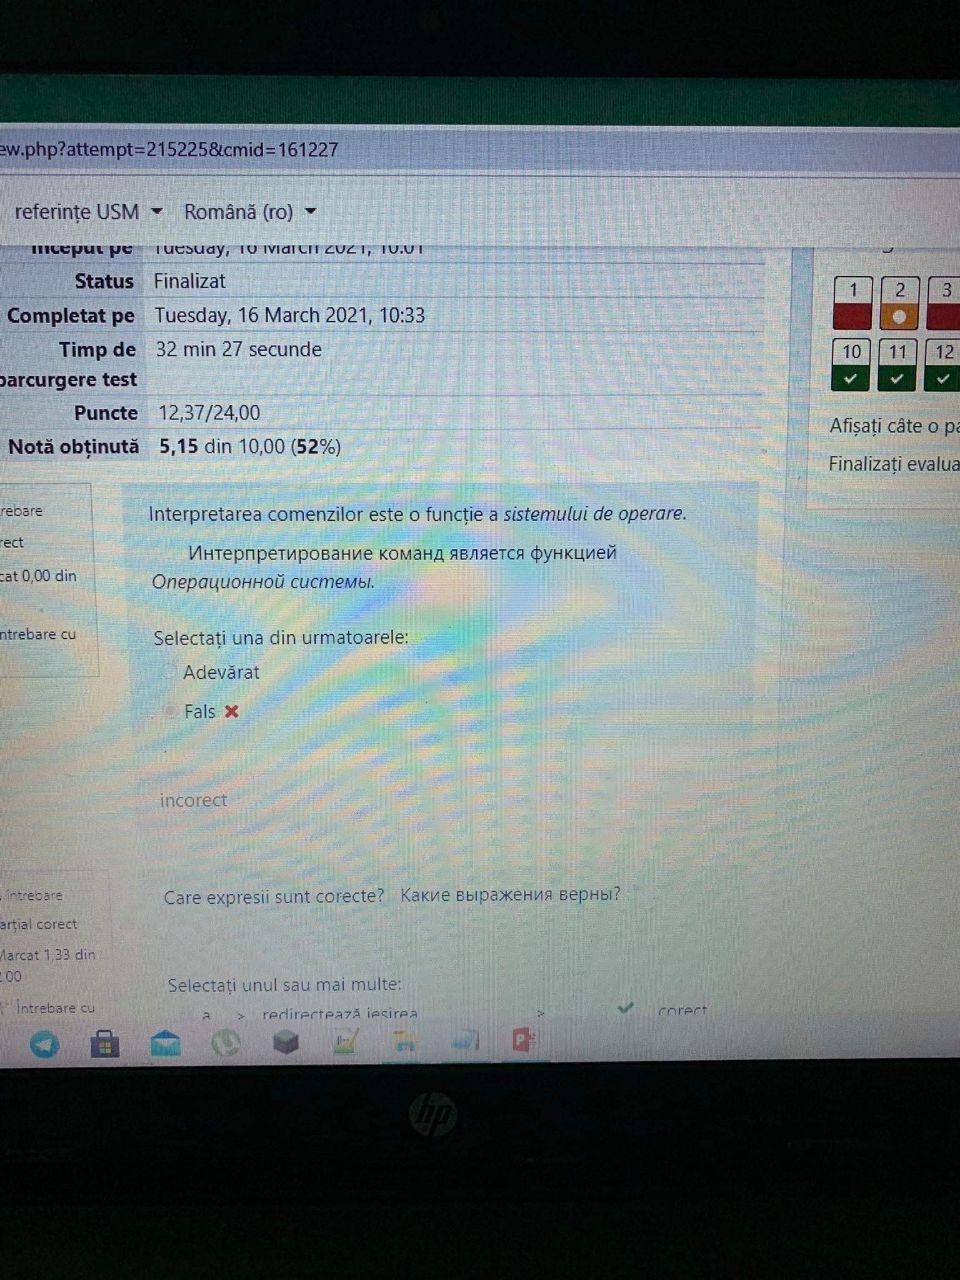 ew.php?attempt=215225&cmid=161227
referințe USM Română (ro)
Început pe Tuesday, 16 March 2021, 10:01
Status Finalizat
Completat pe Tuesday, 16 March 2021, 10:33
Timp de 32 min 27 secunde
parcurgere test
Puncte 12,37/24,00
Notă obținută 5,15 din 10,00 (52%)
1 2 3
10 11 12
Afișați câte o pa
Finalizați evalua
rebare
rect
cat 0,00 din
ntrebare cu
Interpretarea comenzilor este o funcție a sistemului de operare.
Интерпретирование команд является функцией
Операционной системы.
Selectați una din urmatoarele:
Adevărat
Fals
incorect
întrebare
arțial corect
Marcat 1,33 din
2,00
Întrebare cu
Care expresii sunt corecte? Какие выражения верны?
Selectați unul sau mai multe:
a > redirectează ieșirea > corect
hp